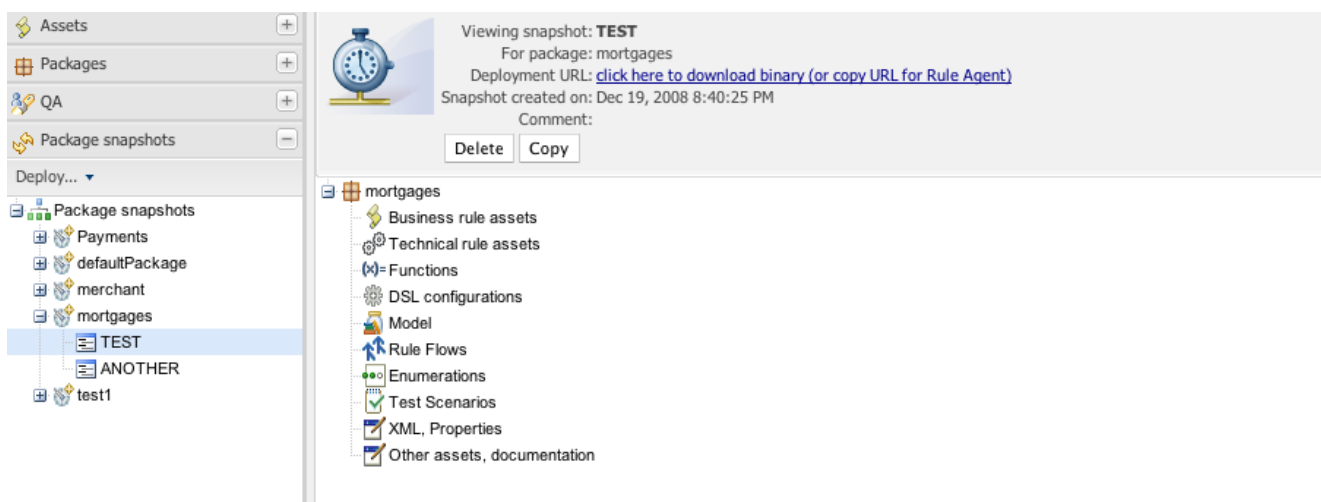 Assets
Packages
QA
Package snapshots
Deploy...
Package snapshots
Payments
defaultPackage
merchant
mortgages
TEST
ANOTHER
test1
Viewing snapshot: TEST
For package: mortgages
Deployment URL: click here to download binary (or copy URL for Rule Agent)
Snapshot created on: Dec 19, 2008 8:40:25 PM
Comment:
Delete Copy
mortgages
Business rule assets
Technical rule assets
(x)= Functions
DSL configurations
Model
Rule Flows
Enumerations
Test Scenarios
XML, Properties
Other assets, documentation